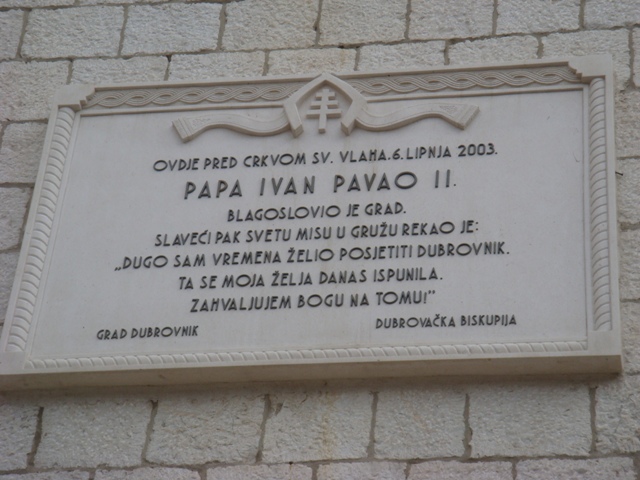 OVDJE PRED CRKVOM SV. VLAHA.6.LIPNJA 2003.
PAPA IVAN PAVAO II.
BLAGOSLOVIO JE GRAD.
SLAVEĆI PAK SVETU MISU U GRUŽU REKAO JE:
„DUGO SAM VREMENA ŽELIO POSJETITI DUBROVNIK.
TA SE MOJA ŽELJA DANAS ISPUNILA.
ZAHVALJUJEM BOGU NA TOMU!”
GRAD DUBROVNIK
DUBROVAČKA BISKUPIJA